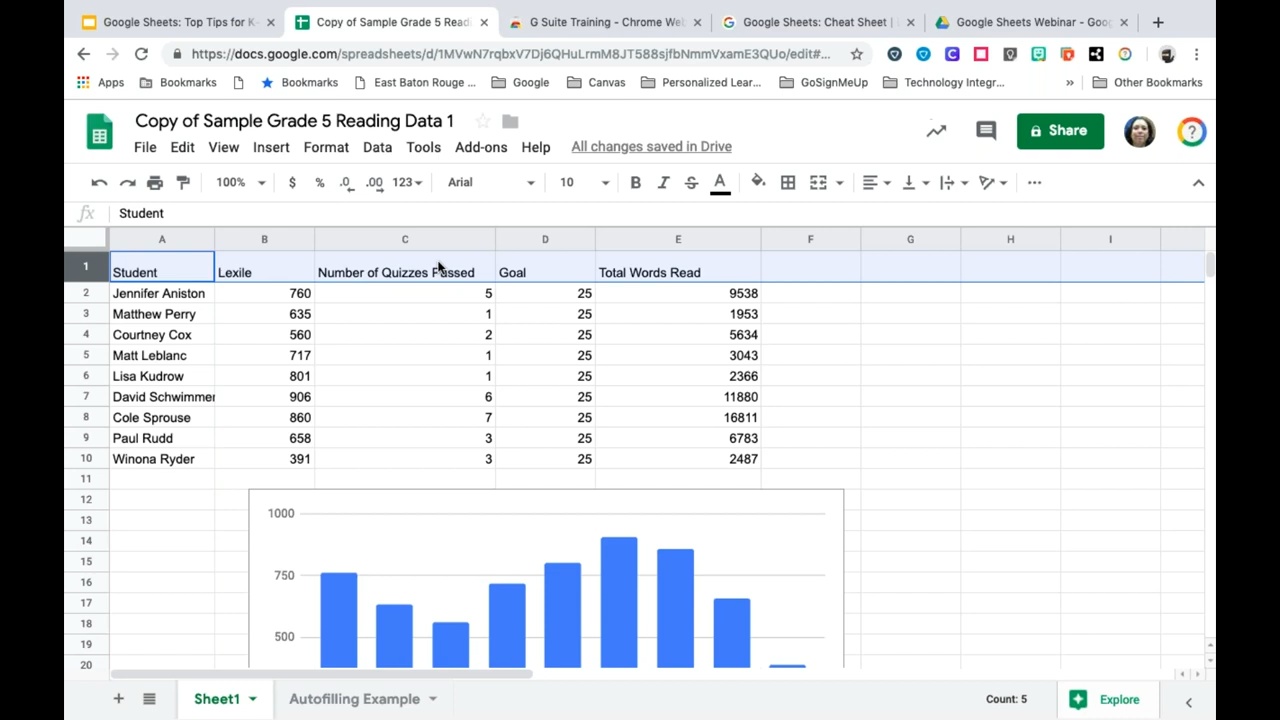 Google Sheets: Top Tips for K-
Copy of Sample Grade 5 Readi
G Suite Training - Chrome Web
Google Sheets: Cheat Sheet |
Google Sheets Webinar - Goog
https://docs.google.com/spreadsheets/d/1MVwN7rqbxV7Dj6QHuLrmM8JT588sjfbNmmVxamE3QUo/edit#...
Apps
Bookmarks
Bookmarks
East Baton Rouge ...
Google
Canvas
Personalized Lear...
GoSignMeUp
Technology Integr...
»
Other Bookmarks
Copy of Sample Grade 5 Reading Data 1
Share
File Edit View Insert Format Data Tools Add-ons Help All changes saved in Drive
100% $ % .0 .00 123 Arial 10 B I S A ...
fx Student
A B C D E F G H I
1 Student Lexile Number of Quizzes Passed Goal Total Words Read
2 Jennifer Aniston 760 5 25 9538
3 Matthew Perry 635 1 25 1953
4 Courtney Cox 560 2 25 5634
5 Matt Leblanc 717 1 25 3043
6 Lisa Kudrow 801 1 25 2366
7 David Schwimmer 906 6 25 11880
8 Cole Sprouse 860 7 25 16811
9 Paul Rudd 658 3 25 6783
10 Winona Ryder 391 3 25 2487
11
12
13
14
15
16
17
18
19
20
1000
750
500
Sheet1
Autofilling Example
Count: 5
Explore